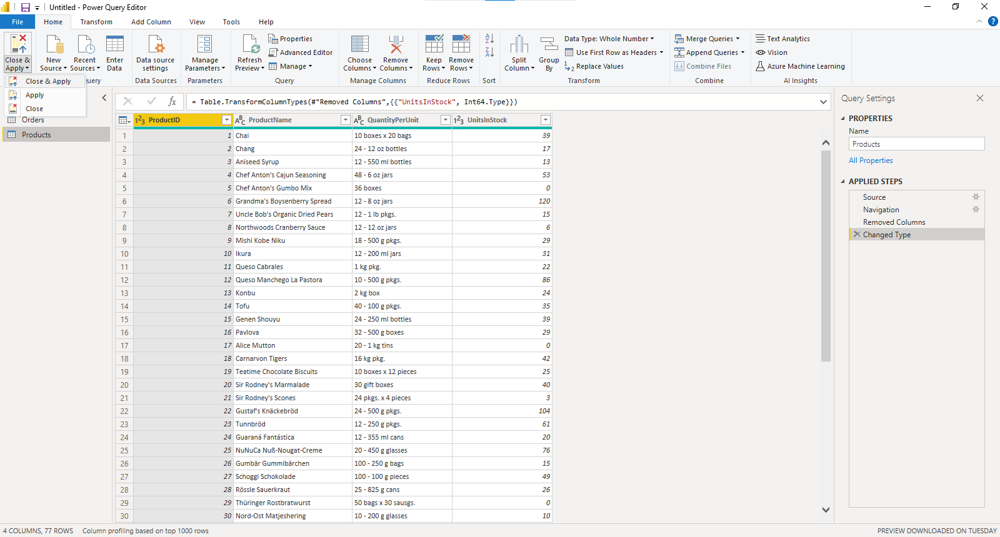 Untitled - Power Query Editor
File Home Transform Add Column View Tools Help
Close & Apply
New Source
Recent Sources
Enter Data
Data source settings
Data Sources
Manage Parameters
Parameters
Refresh Preview
Properties
Advanced Editor
Manage
Query
Choose Columns
Remove Columns
Manage Columns
Keep Rows
Remove Rows
Reduce Rows
Sort
Split Column
Group By
Data Type: Whole Number
Use First Row as Headers
Replace Values
Transform
Merge Queries
Append Queries
Combine Files
Combine
Text Analytics
Vision
Azure Machine Learning
AI Insights
Close & Apply
Apply
Close
uery
Orders
Products
fx = Table.TransformColumnTypes(#"Removed Columns",{{"UnitsInStock", Int64.Type}})
123 ProductID ABC ProductName ABC QuantityPerUnit 123 UnitsInStock
1 1 Chai 10 boxes x 20 bags 39
2 2 Chang 24 - 12 oz bottles 17
3 3 Aniseed Syrup 12 - 550 ml bottles 13
4 4 Chef Anton's Cajun Seasoning 48 - 6 oz jars 53
5 5 Chef Anton's Gumbo Mix 36 boxes 0
6 6 Grandma's Boysenberry Spread 12 - 8 oz jars 120
7 7 Uncle Bob's Organic Dried Pears 12 - 1 lb pkgs. 15
8 8 Northwoods Cranberry Sauce 12 - 12 oz jars 6
9 9 Mishi Kobe Niku 18 - 500 g pkgs. 29
10 10 Ikura 12 - 200 ml jars 31
11 11 Queso Cabrales 1 kg pkg. 22
12 12 Queso Manchego La Pastora 10 - 500 g pkgs. 86
13 13 Konbu 2 kg box 24
14 14 Tofu 40 - 100 g pkgs. 35
15 15 Genen Shouyu 24 - 250 ml bottles 39
16 16 Pavlova 32 - 500 g boxes 29
17 17 Alice Mutton 20 - 1 kg tins 0
18 18 Carnarvon Tigers 16 kg pkg. 42
19 19 Teatime Chocolate Biscuits 10 boxes x 12 pieces 25
20 20 Sir Rodney's Marmalade 30 gift boxes 40
21 21 Sir Rodney's Scones 24 pkgs. x 4 pieces 3
22 22 Gustaf's Knäckebröd 24 - 500 g pkgs. 104
23 23 Tunnbröd 12 - 250 g pkgs. 61
24 24 Guaraná Fantástica 12 - 355 ml cans 20
25 25 NuNuCa Nuß-Nougat-Creme 20 - 450 g glasses 76
26 26 Gumbär Gummibärchen 100 - 250 g bags 15
27 27 Schoggi Schokolade 100 - 100 g pieces 49
28 28 Rössle Sauerkraut 25 - 825 g cans 26
29 29 Thüringer Rostbratwurst 50 bags x 30 sausgs. 0
30 30 Nord-Ost Matjeshering 10 - 200 g glasses 10
Query Settings
PROPERTIES
Name
Products
All Properties
APPLIED STEPS
Source
Navigation
Removed Columns
Changed Type
4 COLUMNS, 77 ROWS Column profiling based on top 1000 rows
PREVIEW DOWNLOADED ON TUESDAY